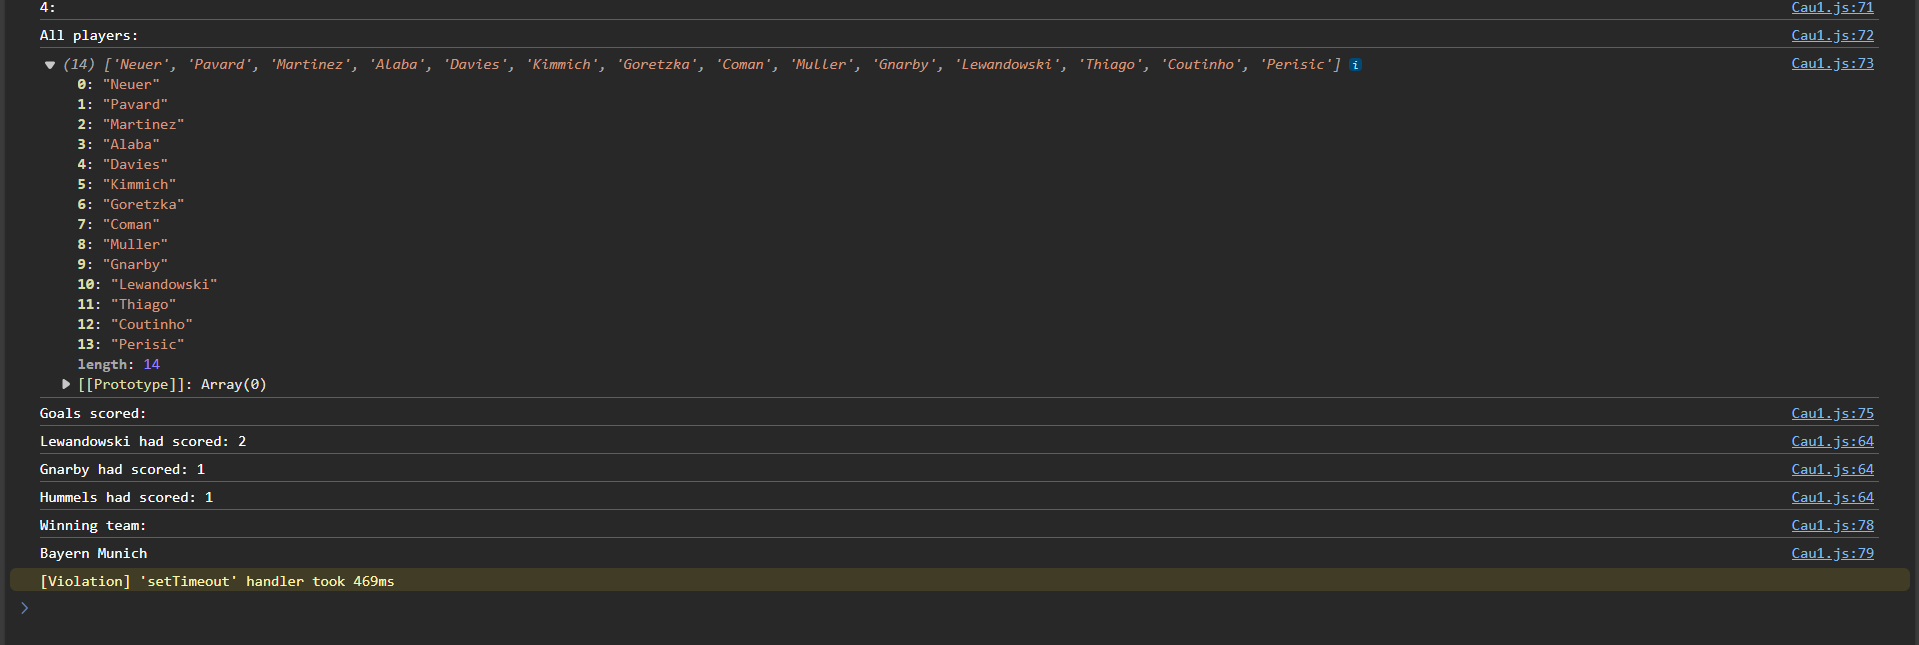 4: Cau1.js:71
All players: Cau1.js:72
(14) ['Neuer', 'Pavard', 'Martinez', 'Alaba', 'Davies', 'Kimmich', 'Goretzka', 'Coman', 'Muller', 'Gnarby', 'Lewandowski', 'Thiago', 'Coutinho', 'Perisic'] i Cau1.js:73
0: "Neuer"
1: "Pavard"
2: "Martinez"
3: "Alaba"
4: "Davies"
5: "Kimmich"
6: "Goretzka"
7: "Coman"
8: "Muller"
9: "Gnarby"
10: "Lewandowski"
11: "Thiago"
12: "Coutinho"
13: "Perisic"
length: 14
[[Prototype]]: Array(0)
Goals scored: Cau1.js:75
Lewandowski had scored: 2 Cau1.js:64
Gnarby had scored: 1 Cau1.js:64
Hummels had scored: 1 Cau1.js:64
Winning team: Cau1.js:78
Bayern Munich Cau1.js:79
[Violation] 'setTimeout' handler took 469ms